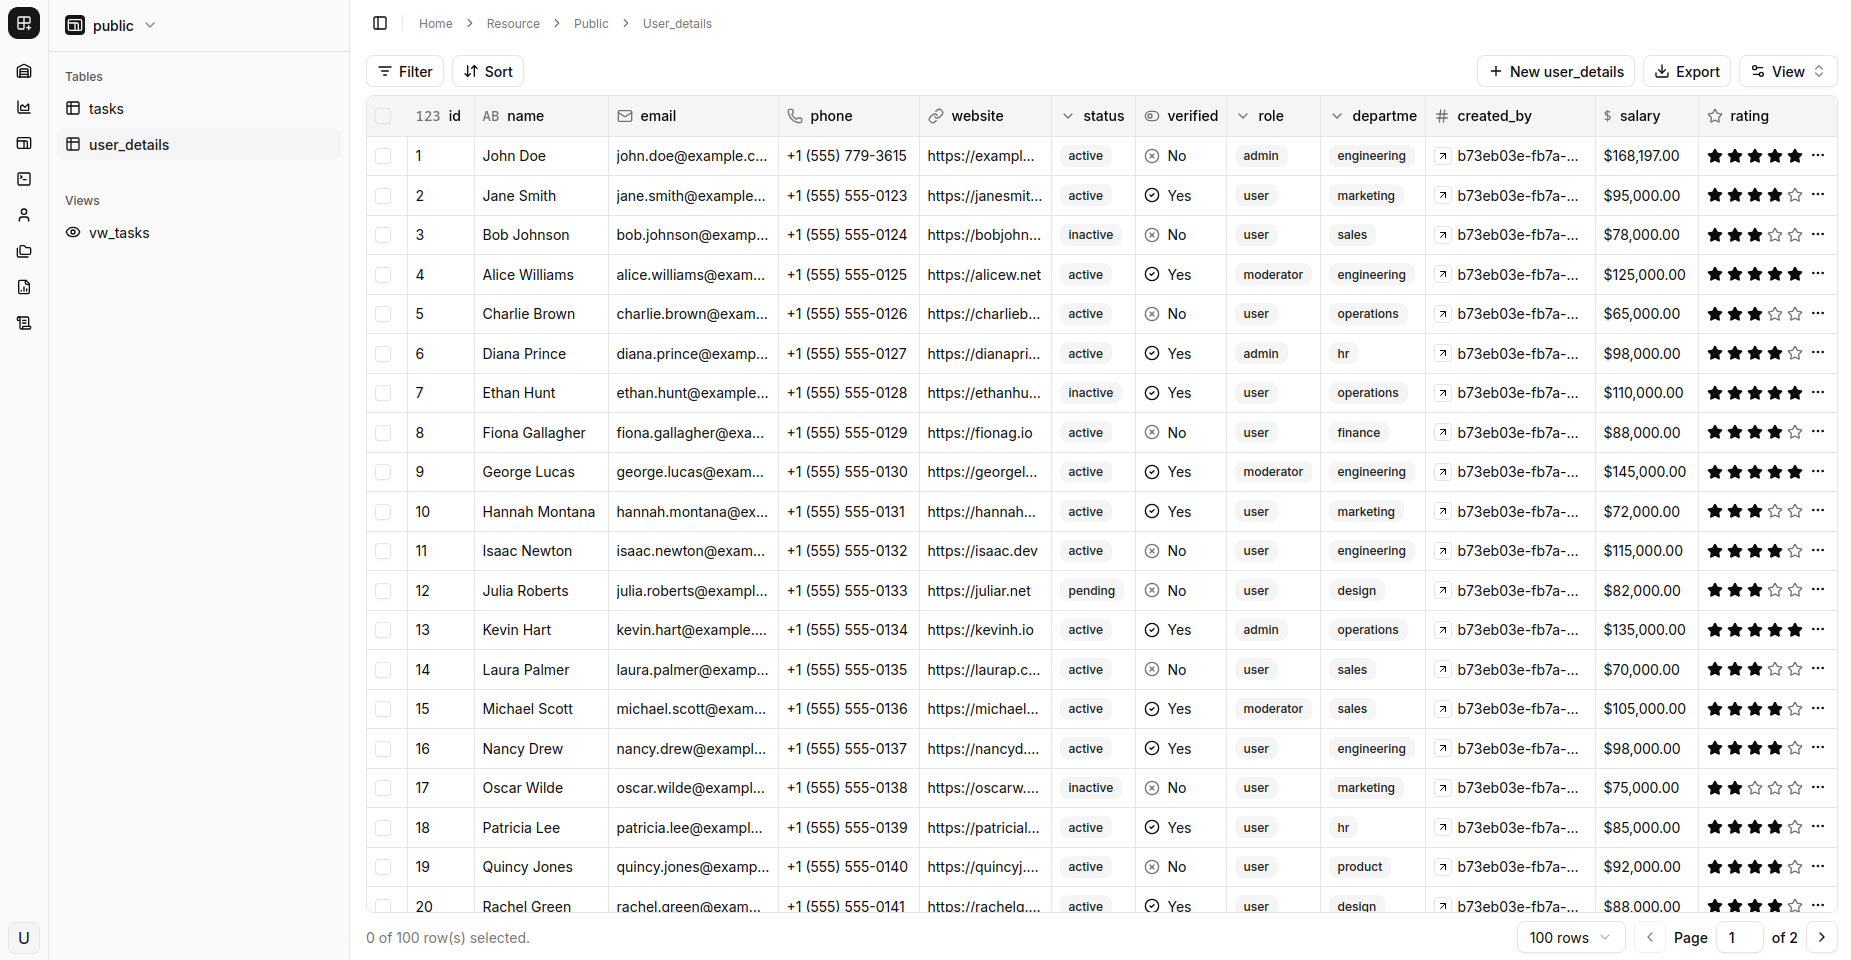 public
Home Resource Public User_details
Tables
tasks
user_details
Views
vw_tasks
U
Filter Sort New user_details Export View
123 id AB name email phone website status verified role departme # created_by $ salary rating
1 John Doe john.doe@example.c... +1 (555) 779-3615 https://exampl... active No admin engineering b73eb03e-fb7a-... $168,197.00
2 Jane Smith jane.smith@example... +1 (555) 555-0123 https://janesmit... active Yes user marketing b73eb03e-fb7a-... $95,000.00
3 Bob Johnson bob.johnson@examp... +1 (555) 555-0124 https://bobjohn... inactive No user sales b73eb03e-fb7a-... $78,000.00
4 Alice Williams alice.williams@exam... +1 (555) 555-0125 https://alicew.net active Yes moderator engineering b73eb03e-fb7a-... $125,000.00
5 Charlie Brown charlie.brown@exam... +1 (555) 555-0126 https://charlieb... active No user operations b73eb03e-fb7a-... $65,000.00
6 Diana Prince diana.prince@examp... +1 (555) 555-0127 https://dianapri... active Yes admin hr b73eb03e-fb7a-... $98,000.00
7 Ethan Hunt ethan.hunt@example... +1 (555) 555-0128 https://ethanhu... inactive Yes user operations b73eb03e-fb7a-... $110,000.00
8 Fiona Gallagher fiona.gallagher@exa... +1 (555) 555-0129 https://fionag.io active No user finance b73eb03e-fb7a-... $88,000.00
9 George Lucas george.lucas@exam... +1 (555) 555-0130 https://georgel... active Yes moderator engineering b73eb03e-fb7a-... $145,000.00
10 Hannah Montana hannah.montana@ex... +1 (555) 555-0131 https://hannah... active Yes user marketing b73eb03e-fb7a-... $72,000.00
11 Isaac Newton isaac.newton@exam... +1 (555) 555-0132 https://isaac.dev active No user engineering b73eb03e-fb7a-... $115,000.00
12 Julia Roberts julia.roberts@exampl... +1 (555) 555-0133 https://juliar.net pending No user design b73eb03e-fb7a-... $82,000.00
13 Kevin Hart kevin.hart@example.... +1 (555) 555-0134 https://kevinh.io active Yes admin operations b73eb03e-fb7a-... $135,000.00
14 Laura Palmer laura.palmer@examp... +1 (555) 555-0135 https://laurap.c... active No user sales b73eb03e-fb7a-... $70,000.00
15 Michael Scott michael.scott@exam... +1 (555) 555-0136 https://michael... active Yes moderator sales b73eb03e-fb7a-... $105,000.00
16 Nancy Drew nancy.drew@exampl... +1 (555) 555-0137 https://nancyd.... active Yes user engineering b73eb03e-fb7a-... $98,000.00
17 Oscar Wilde oscar.wilde@exampl... +1 (555) 555-0138 https://oscarw.... inactive No user marketing b73eb03e-fb7a-... $75,000.00
18 Patricia Lee patricia.lee@exampl... +1 (555) 555-0139 https://patricial... active Yes user hr b73eb03e-fb7a-... $85,000.00
19 Quincy Jones quincy.jones@examp... +1 (555) 555-0140 https://quincyj.... active No user product b73eb03e-fb7a-... $92,000.00
20 Rachel Green rachel.green@exam... +1 (555) 555-0141 https://rachelg... active Yes user design b73eb03e-fb7a-... $88,000.00
0 of 100 row(s) selected. 100 rows Page 1 of 2